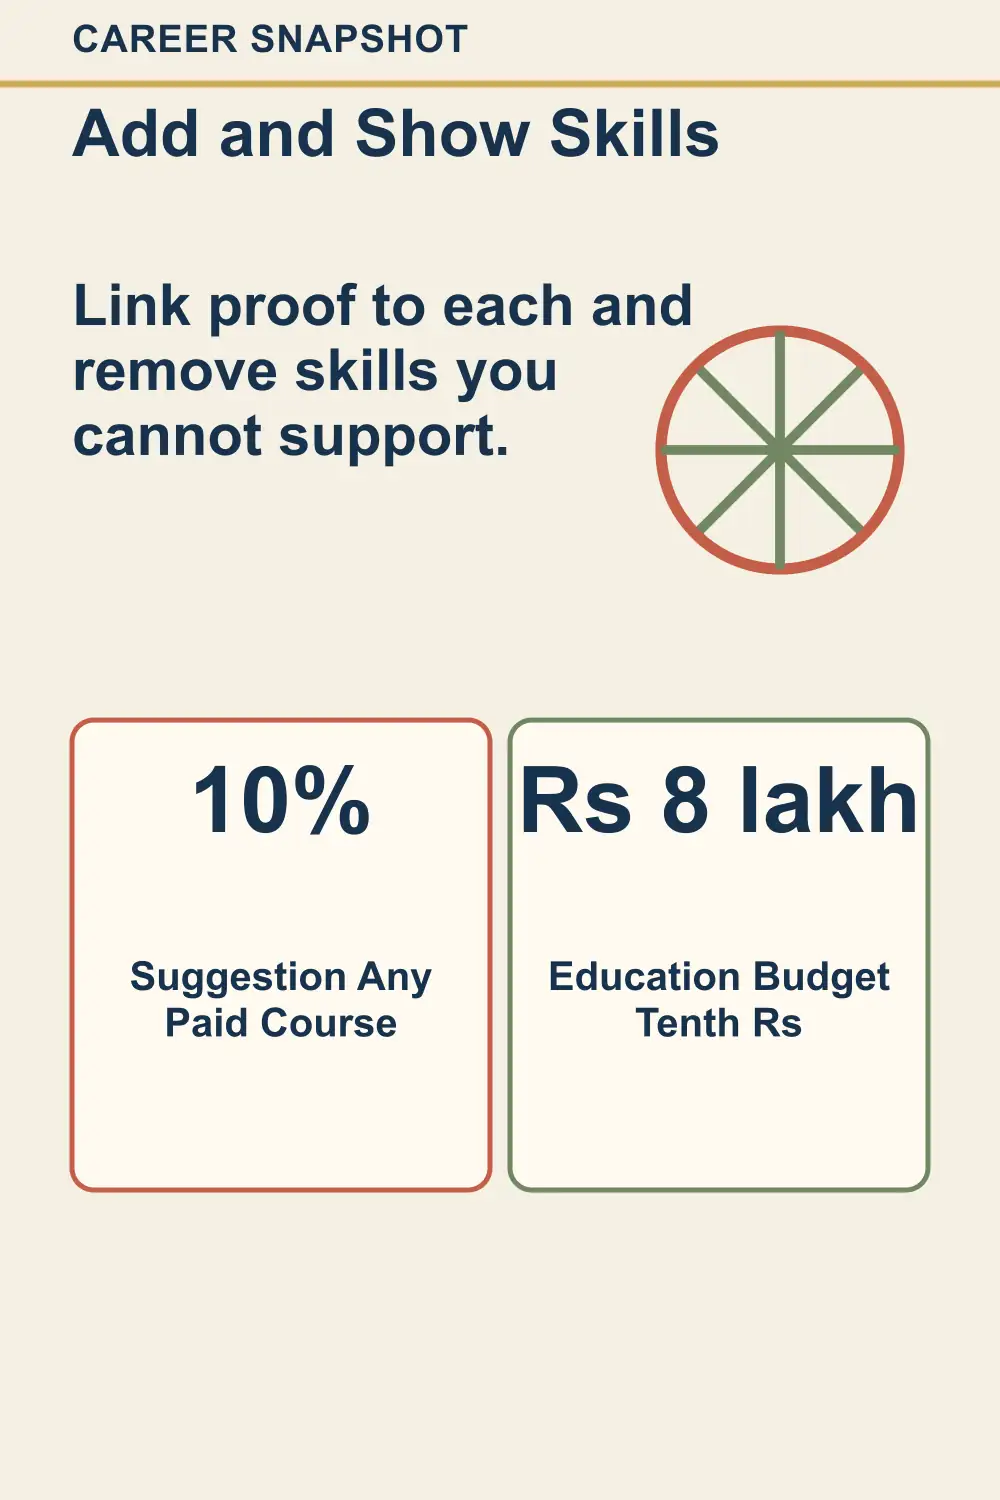 CAREER SNAPSHOT
Add and Show Skills
Link proof to each and
remove skills you
cannot support.
10%
Suggestion Any
Paid Course
Rs 8 lakh
Education Budget
Tenth Rs